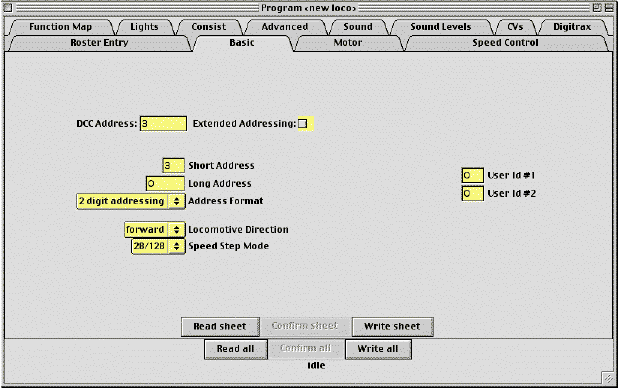 Program <new loco>
Function Map Lights Consist Advanced Sound Sound Levels CVs Digitrax
Roster Entry Basic Motor Speed Control
DCC Address: 3 Extended Addressing:
3 Short Address
0 Long Address
2 digit addressing Address Format
0 User Id #1
0 User Id #2
forward Locomotive Direction
28/128 Speed Step Mode
Read sheet Confirm sheet Write sheet
Read all Confirm all Write all
idle